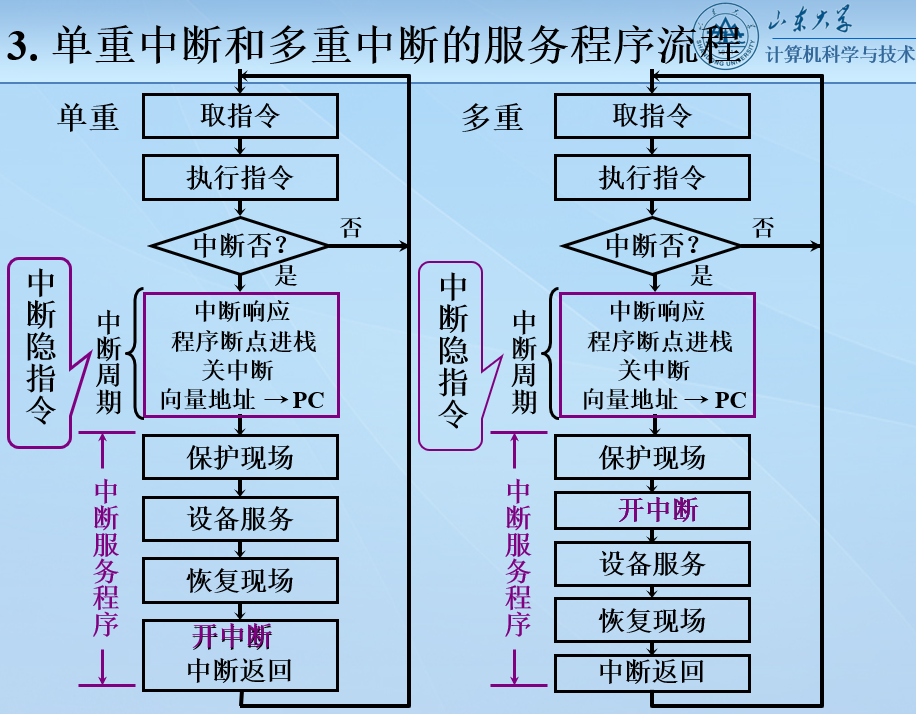 3. 单重中断和多重中断的服务程序流程
山东大学
SHANDONG UNIVERSITY
计算机科学与技术
单重
取指令
执行指令
中断否？
否
是
中断隐指令
中断周期
中断响应
程序断点进栈
关中断
向量地址 → PC
中断服务程序
保护现场
设备服务
恢复现场
开中断
中断返回
多重
取指令
执行指令
中断否？
否
是
中断隐指令
中断周期
中断响应
程序断点进栈
关中断
向量地址 → PC
中断服务程序
保护现场
开中断
设备服务
恢复现场
中断返回